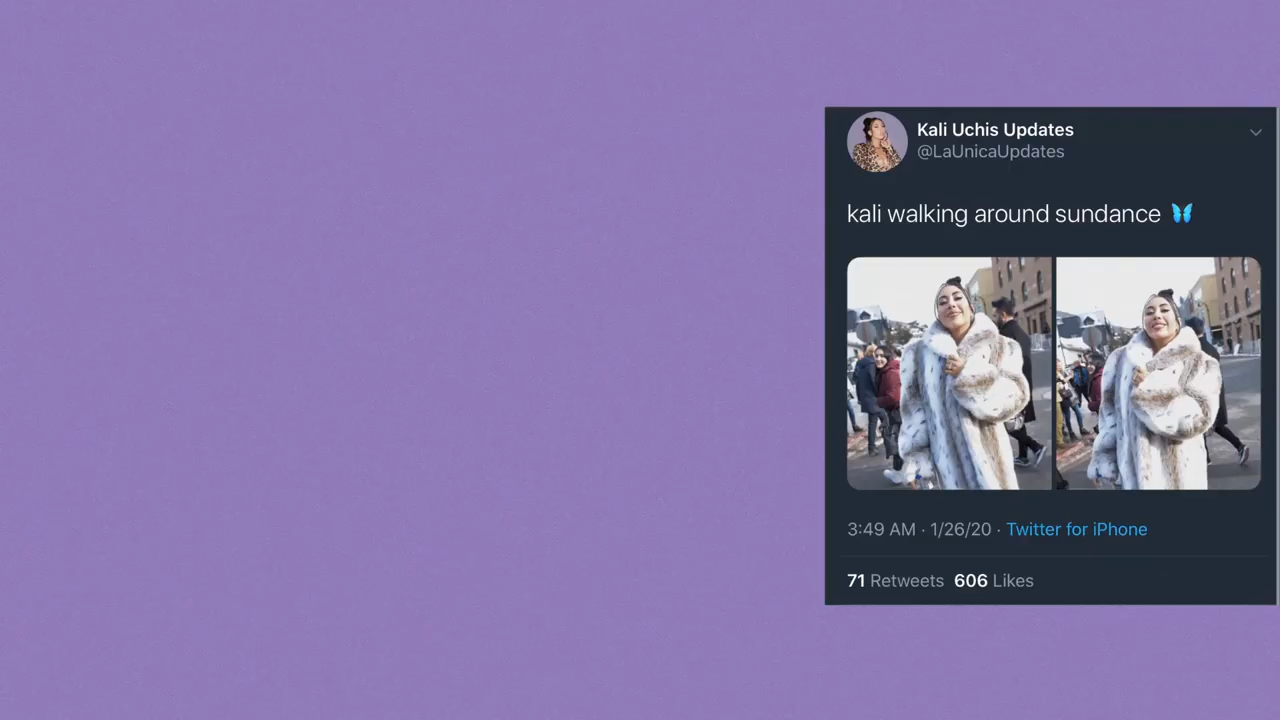 Kali Uchis Updates
@LaUnicaUpdates
kali walking around sundance 🦋
3:49 AM · 1/26/20 · Twitter for iPhone
71 Retweets 606 Likes